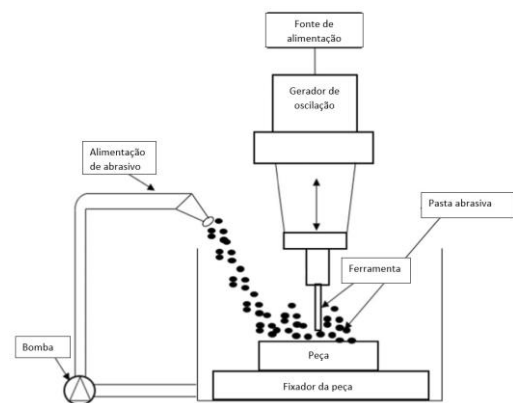 Fonte de
alimentação
Gerador de
oscilação
Alimentação
de abrasivo
Pasta abrasiva
Ferramenta
Bomba
Peça
Fixador da peça